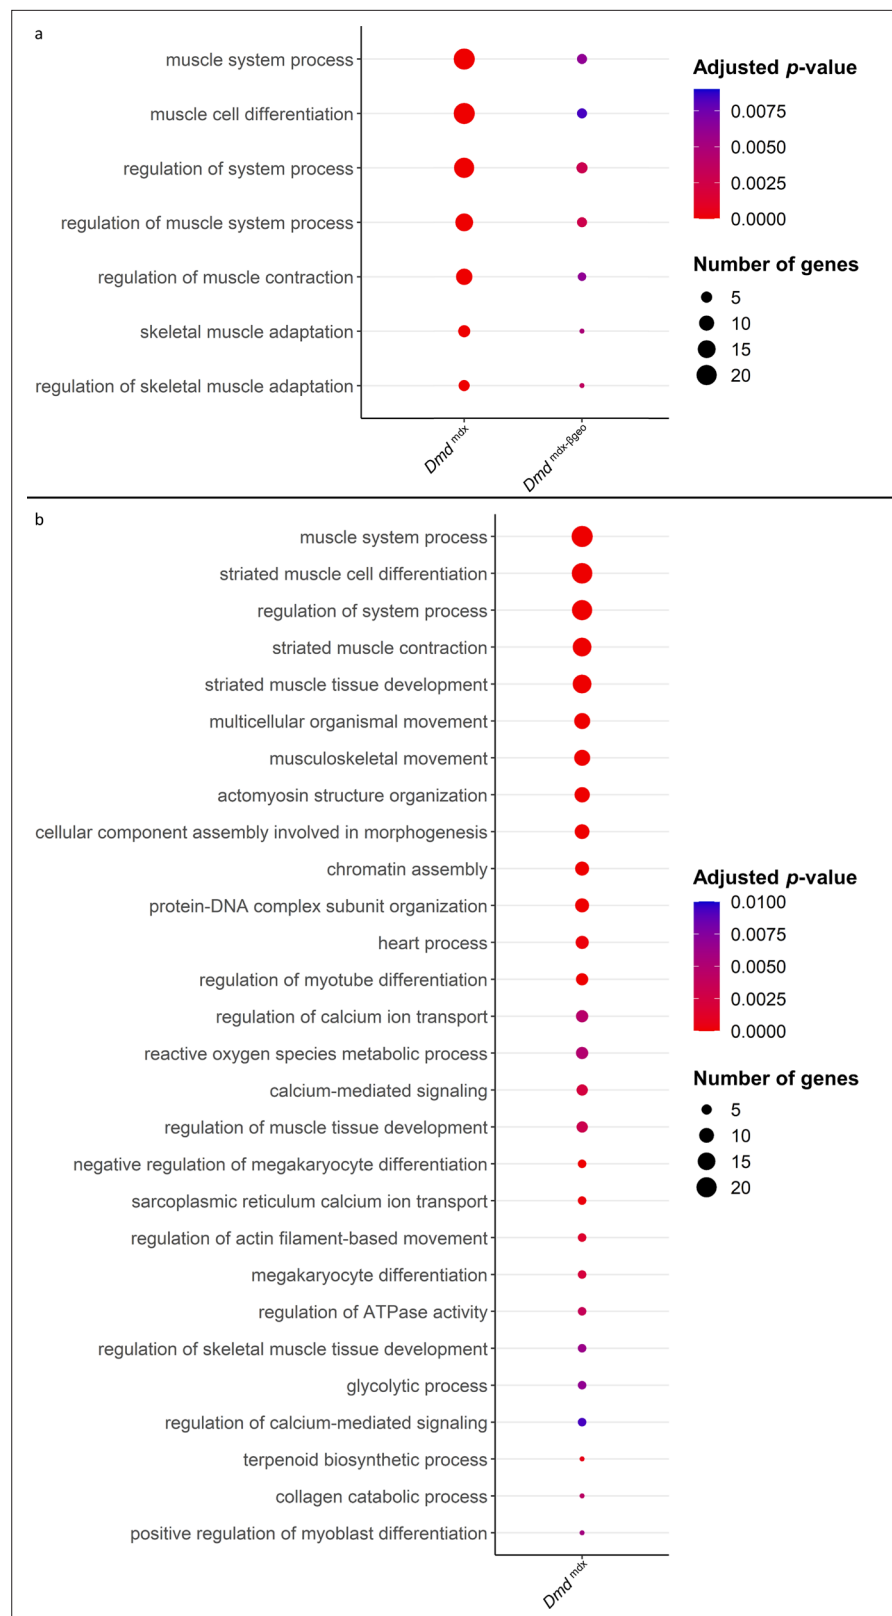 a
muscle system process
muscle cell differentiation
regulation of system process
regulation of muscle system process
regulation of muscle contraction
skeletal muscle adaptation
regulation of skeletal muscle adaptation
Dmd mdx
Dmd mdx-βgeo
Adjusted p-value
0.0075
0.0050
0.0025
0.0000
Number of genes
5
10
15
20
b
muscle system process
striated muscle cell differentiation
regulation of system process
striated muscle contraction
striated muscle tissue development
multicellular organismal movement
musculoskeletal movement
actomyosin structure organization
cellular component assembly involved in morphogenesis
chromatin assembly
protein-DNA complex subunit organization
heart process
regulation of myotube differentiation
regulation of calcium ion transport
reactive oxygen species metabolic process
calcium-mediated signaling
regulation of muscle tissue development
negative regulation of megakaryocyte differentiation
sarcoplasmic reticulum calcium ion transport
regulation of actin filament-based movement
megakaryocyte differentiation
regulation of ATPase activity
regulation of skeletal muscle tissue development
glycolytic process
regulation of calcium-mediated signaling
terpenoid biosynthetic process
collagen catabolic process
positive regulation of myoblast differentiation
Dmd mdx
Adjusted p-value
0.0100
0.0075
0.0050
0.0025
0.0000
Number of genes
5
10
15
20